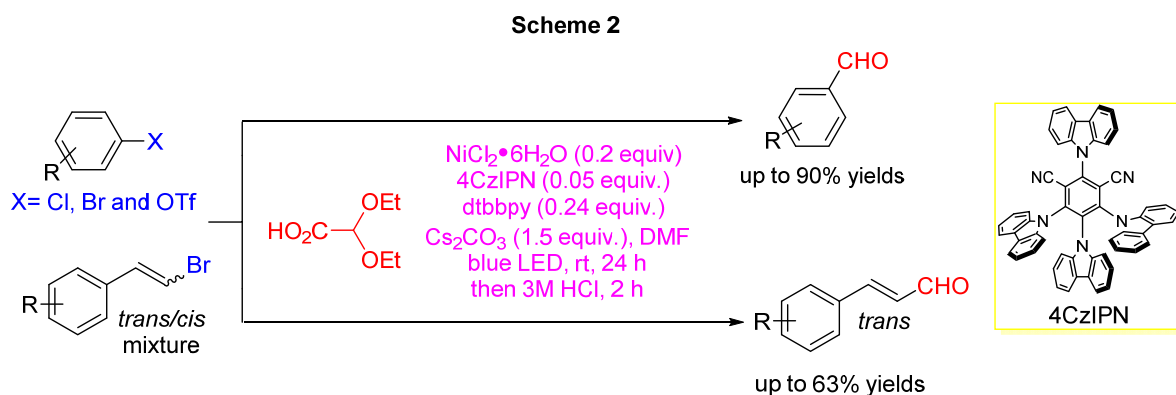 Scheme 2
R
X
X= Cl, Br and OTf
R
Br
trans/cis
mixture
HO₂C
OEt
OEt
NiCl₂•6H₂O (0.2 equiv)
4CzIPN (0.05 equiv.)
dtbbpy (0.24 equiv.)
Cs₂CO₃ (1.5 equiv.), DMF
blue LED, rt, 24 h
then 3M HCl, 2 h
CHO
R
up to 90% yields
R
CHO
trans
up to 63% yields
N
NC
CN
N
N
N
4CzIPN